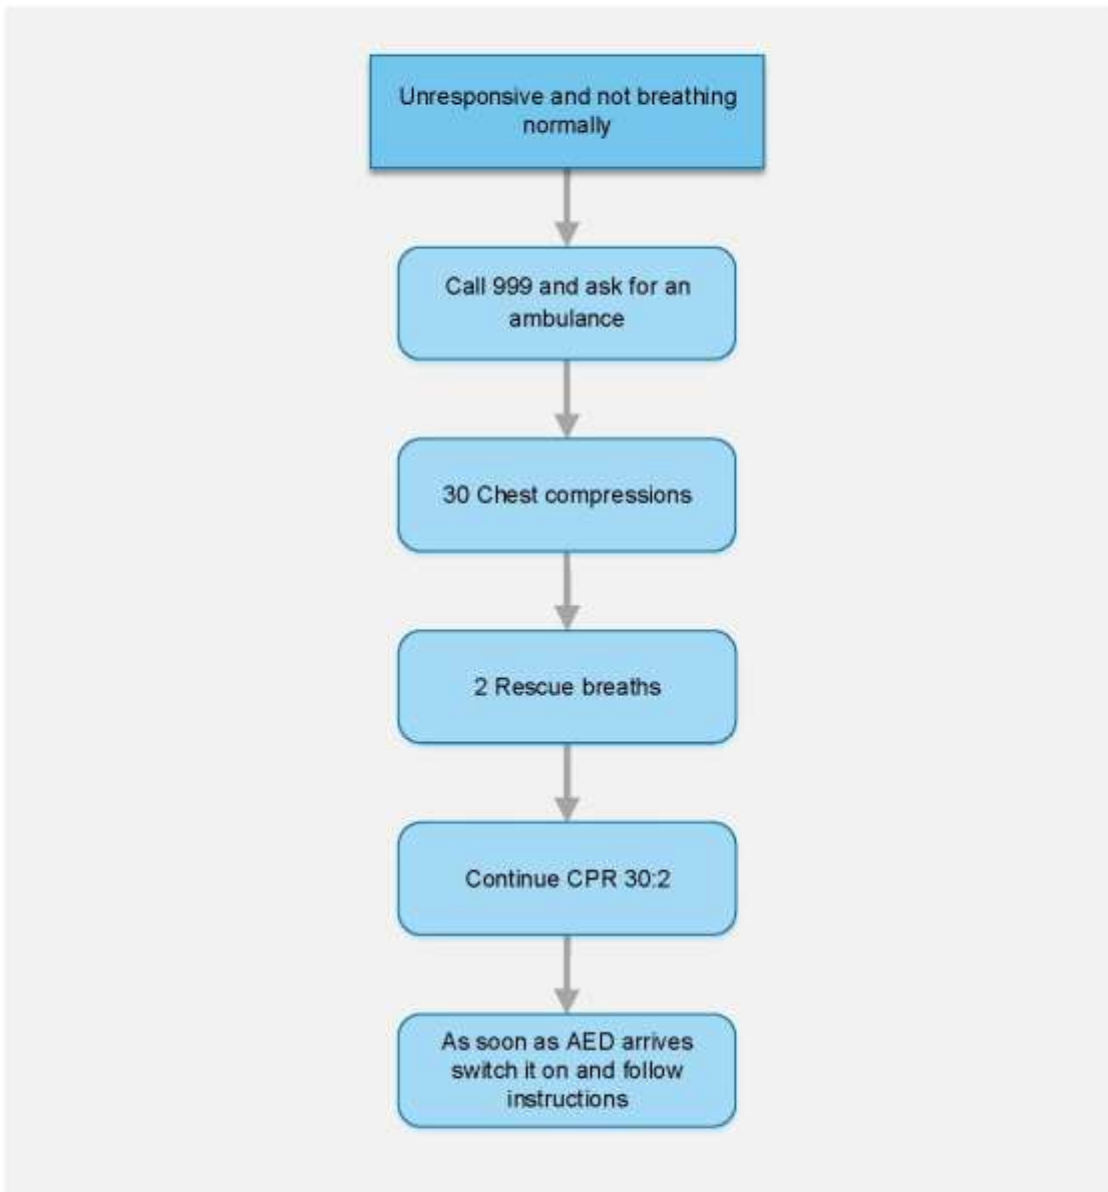 Unresponsive and not breathing
normally
Call 999 and ask for an
ambulance
30 Chest compressions
2 Rescue breaths
Continue CPR 30:2
As soon as AED arrives
switch it on and follow
instructions